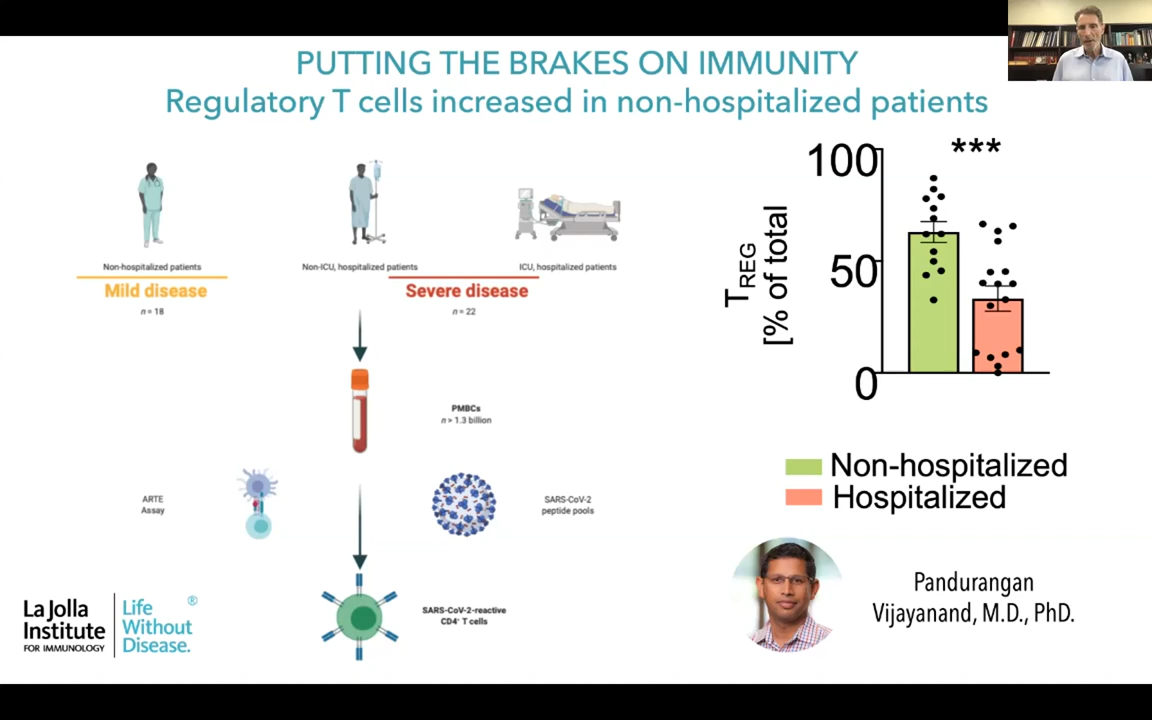 PUTTING THE BRAKES ON IMMUNITY
Regulatory T cells increased in non-hospitalized patients
Non-hospitalized patients
Non-ICU, hospitalized patients
ICU, hospitalized patients
Mild disease
Severe disease
n = 18
n = 22
PMBCs
n > 1.3 billion
ARTE
Assay
SARS-CoV-2
peptide pools
SARS-CoV-2-reactive
CD4⁺ T cells
La Jolla
Institute
FOR IMMUNOLOGY
Life
Without
Disease.
®
***
100
50
0
TREG
[% of total
Non-hospitalized
Hospitalized
Pandurangan
Vijayanand, M.D., PhD.